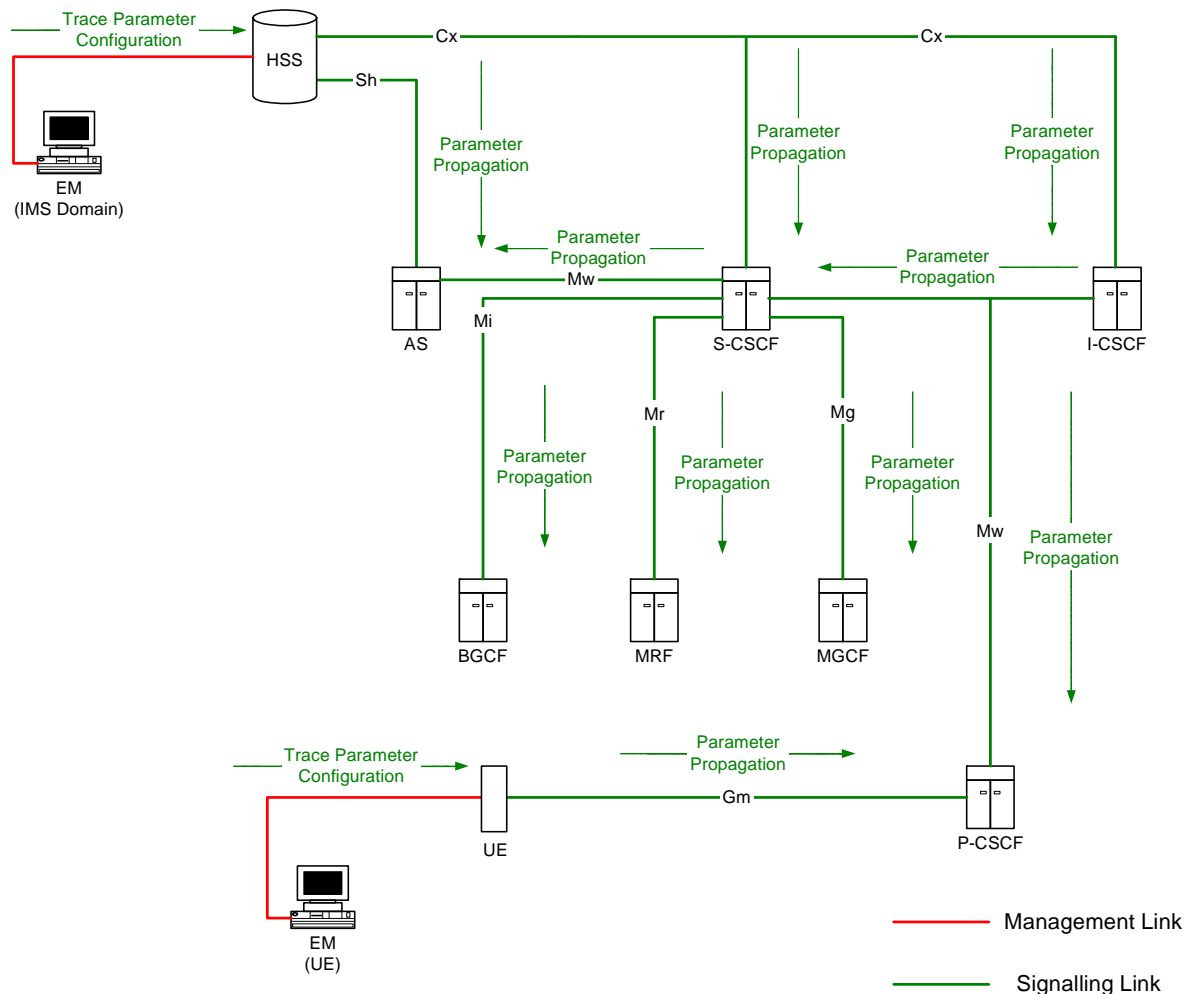 Trace Parameter
Configuration
HSS
Cx
Cx
Sh
Parameter
Propagation
Parameter
Propagation
Parameter
Propagation
EM
(IMS Domain)
Parameter
Propagation
Parameter
Propagation
Mw
AS
Mi
S-CSCF
I-CSCF
Mr
Mg
Parameter
Propagation
Parameter
Propagation
Parameter
Propagation
Mw
Parameter
Propagation
BGCF
MRF
MGCF
Trace Parameter
Configuration
Parameter
Propagation
Gm
UE
P-CSCF
EM
(UE)
Management Link
Signalling Link